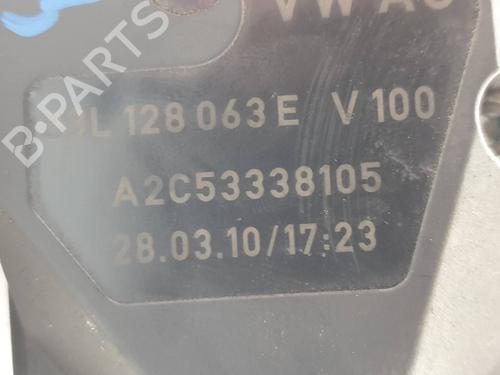 VW AG
L 128 063 E V 100
A2C53338105
28.03.10/17:23
B-PARTS